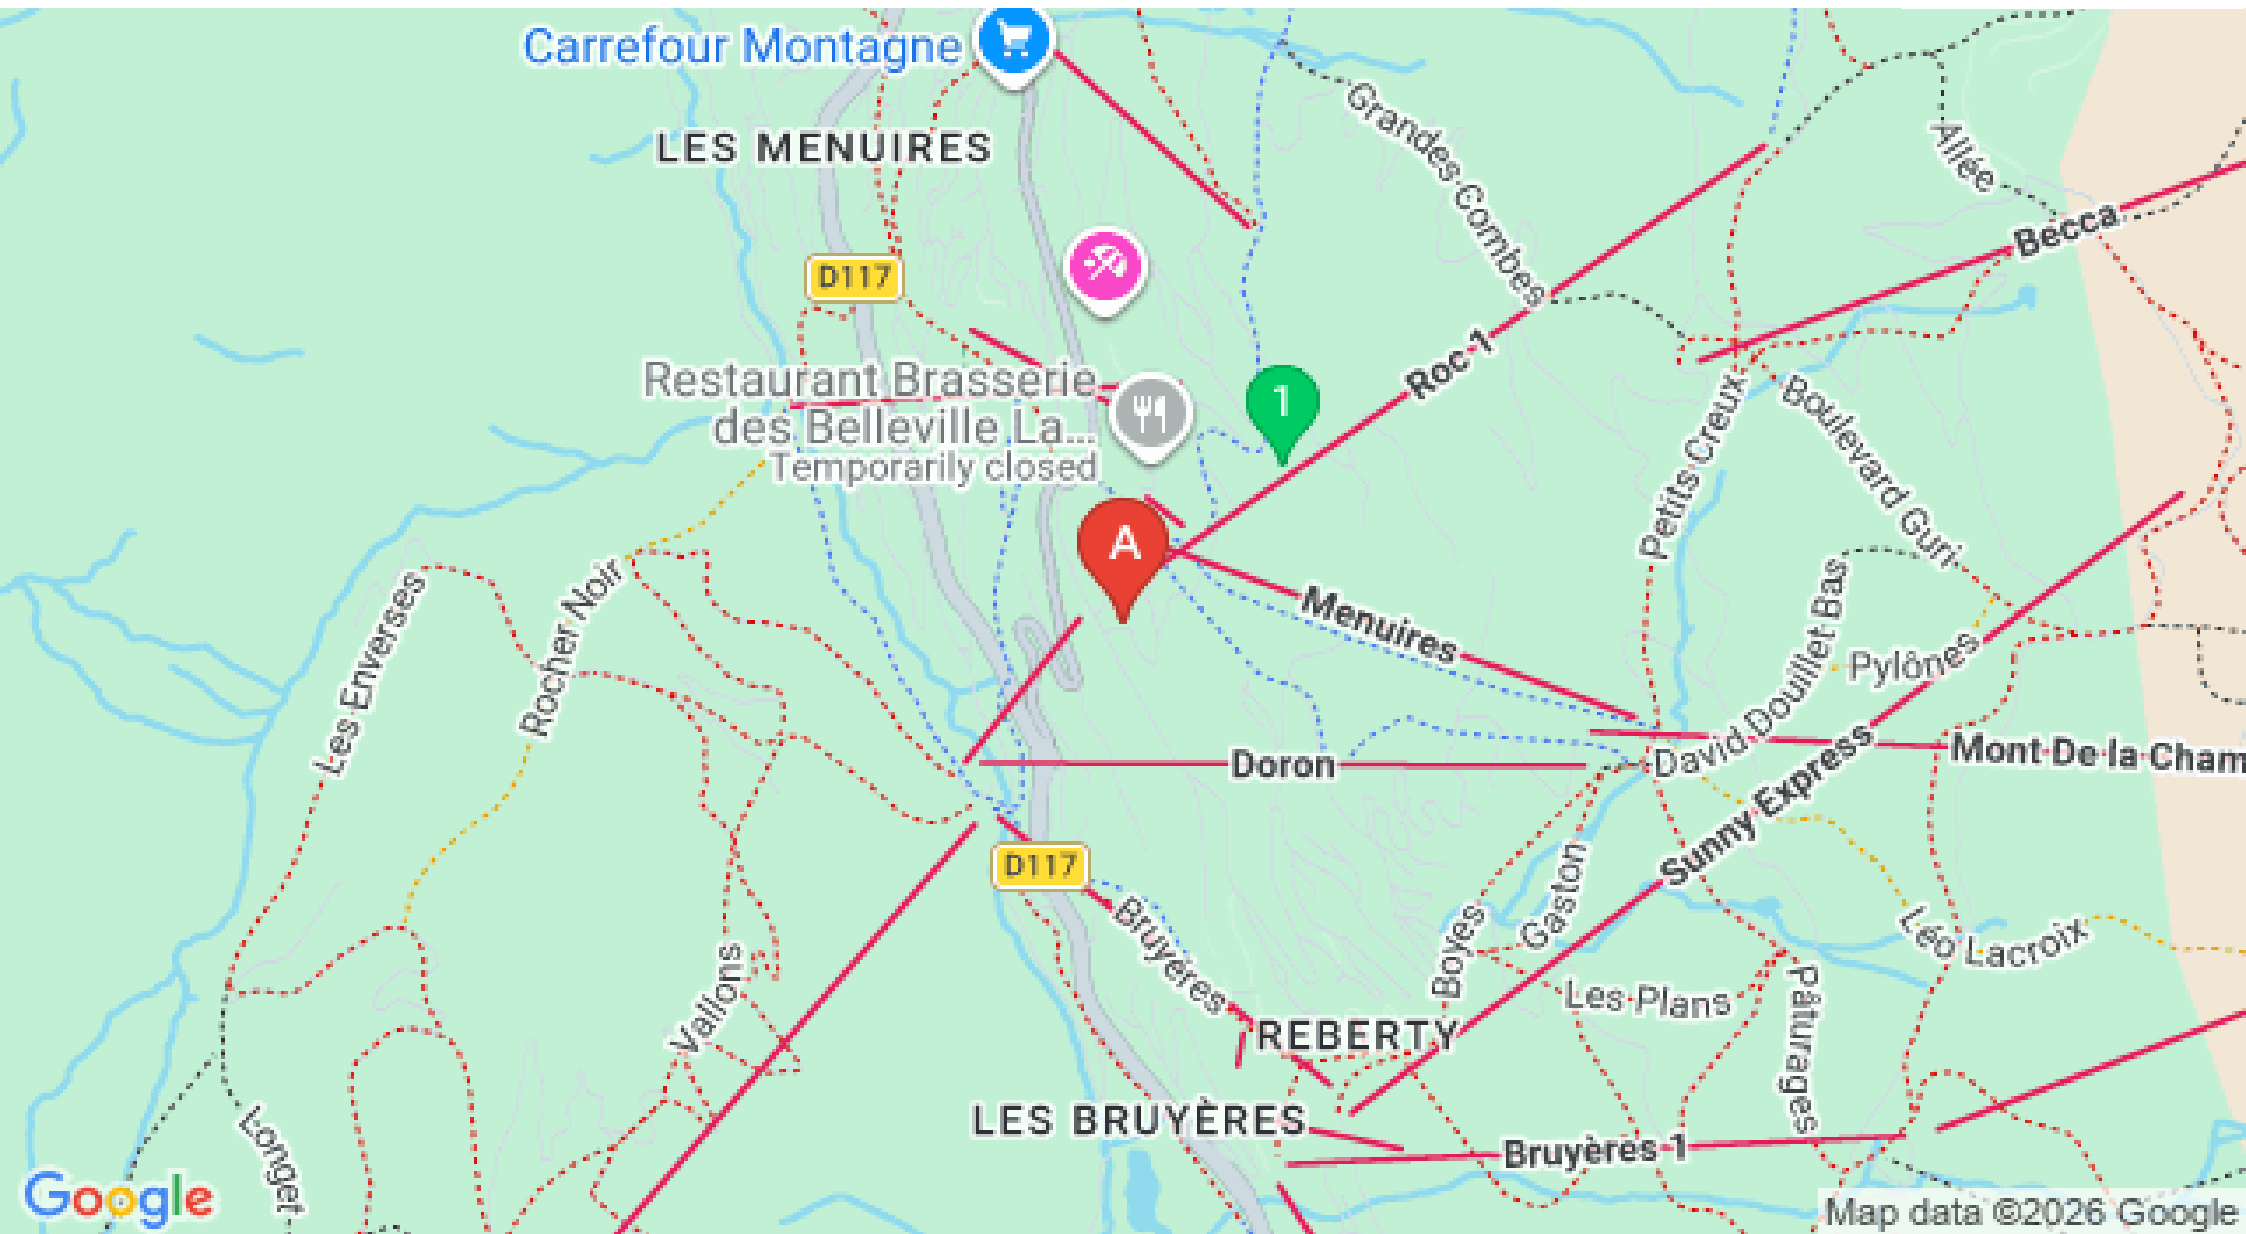 Carrefour Montagne
LES MENUIRES
Grandes Combes
Allée
Becca
D117
Roc 1
1
Restaurant Brasserie
des Belleville La...
Temporarily closed
Petits Creux
Boulevard Guri
A
Menuires
Les Enverses
Rocher Noir
David Douillet Bas
Pylônes
Doron
Mont De la Cham
Sunny Express
D117
Bruyères
Gaston
Boyes
Léo Lacroix
Les Plans
Vallons
Pâturages
REBERTY
LES BRUYÈRES
Bruyères 1
Longet
Google
Map data ©2026 Google